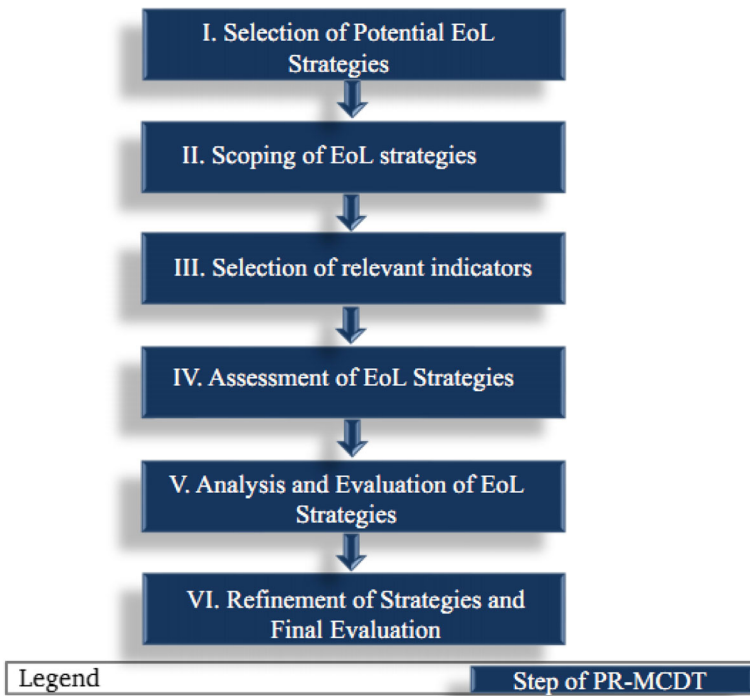 I. Selection of Potential EoL
Strategies
II. Scoping of EoL strategies
III. Selection of relevant indicators
IV. Assessment of EoL Strategies
V. Analysis and Evaluation of EoL
Strategies
VI. Refinement of Strategies and
Final Evaluation
Legend
Step of PR-MCDT